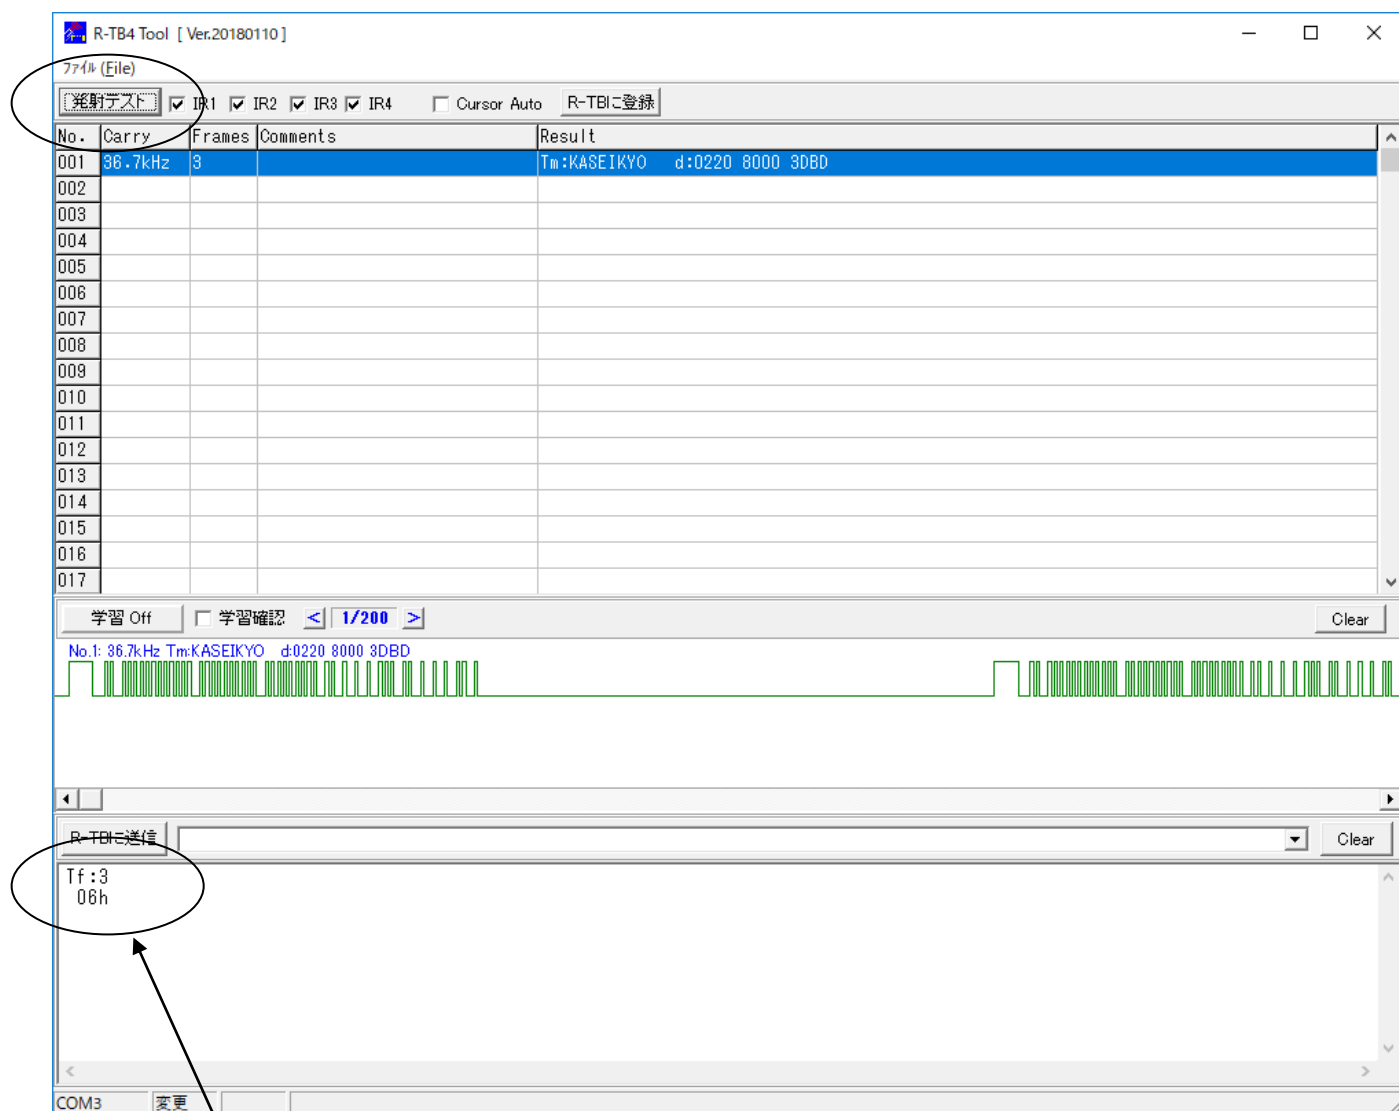 R-TB4 Tool [ Ver.20180110 ]
ﾌｧｲﾙ (File)
発射テスト IR1 IR2 IR3 IR4 Cursor Auto R-TBIに登録
No. Carry Frames Comments Result
001 36.7kHz 3 Tm:KASEIKYO d:0220 8000 3DBD
002
003
004
005
006
007
008
009
010
011
012
013
014
015
016
017
学習 Off 学習確認 < 1/200 > Clear
No.1: 36.7kHz Tm:KASEIKYO d:0220 8000 3DBD
R-TBIに送信 Clear
Tf:3
06h
COM3 変更